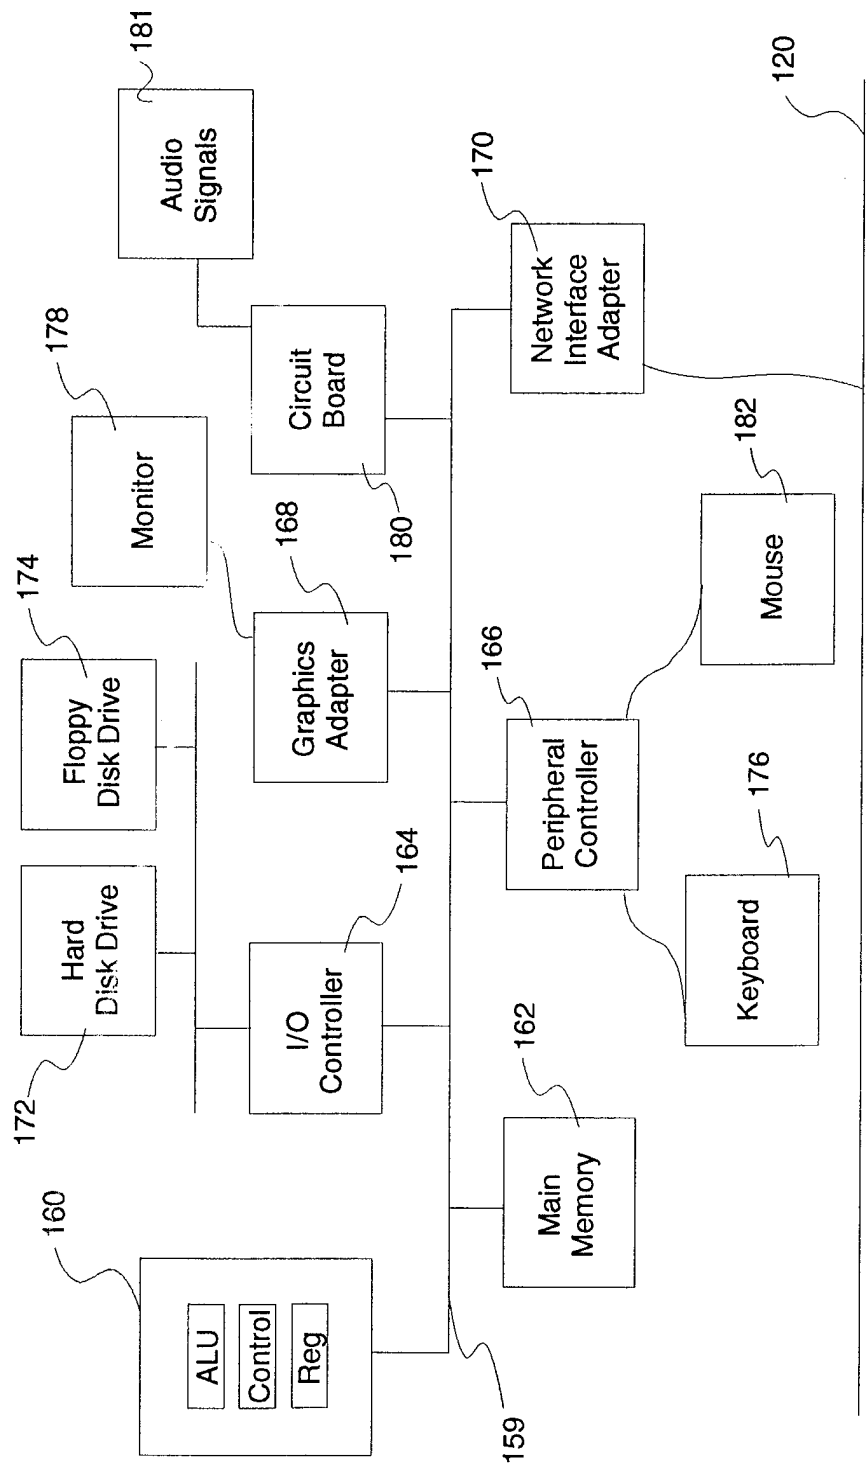 160
ALU
Control
Reg
159
172
Hard
Disk Drive
174
Floppy
Disk Drive
178
Monitor
181
Audio
Signals
I/O
Controller
164
Graphics
Adapter
168
Circuit
Board
180
Main
Memory
162
Peripheral
Controller
166
Network
Interface
Adapter
170
Keyboard
176
Mouse
182
120